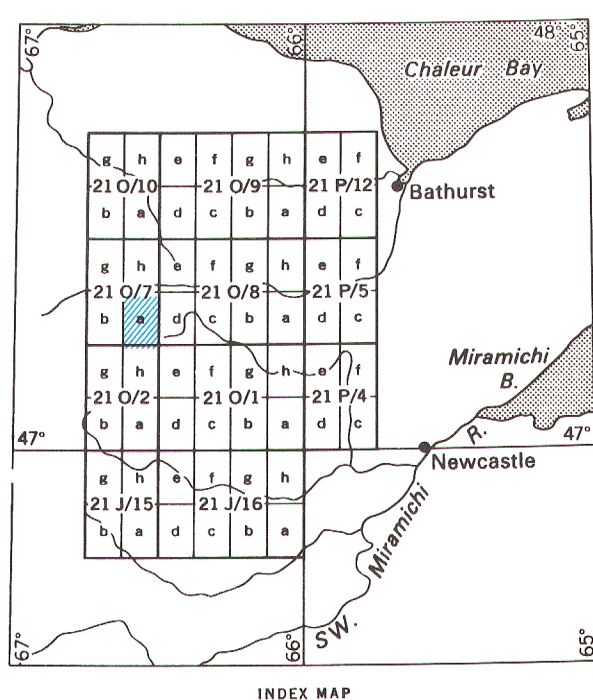 67° 66° 48 65°
Chaleur Bay
g h e f g h e f
21 O/10 21 O/9 21 P/12
Bathurst
b a d c b a d c
g h e f g h e f
21 O/7 21 O/8 21 P/5
b a d c b a d c
Miramichi
B.
g h e f g h e f
21 O/2 21 O/1 21 P/4
b a d c b a d c
R.
47° 47°
Newcastle
g h e f g h
21 J/15 21 J/16
b a d c b a
Miramichi
SW.
67° 66° 65°
INDEX MAP